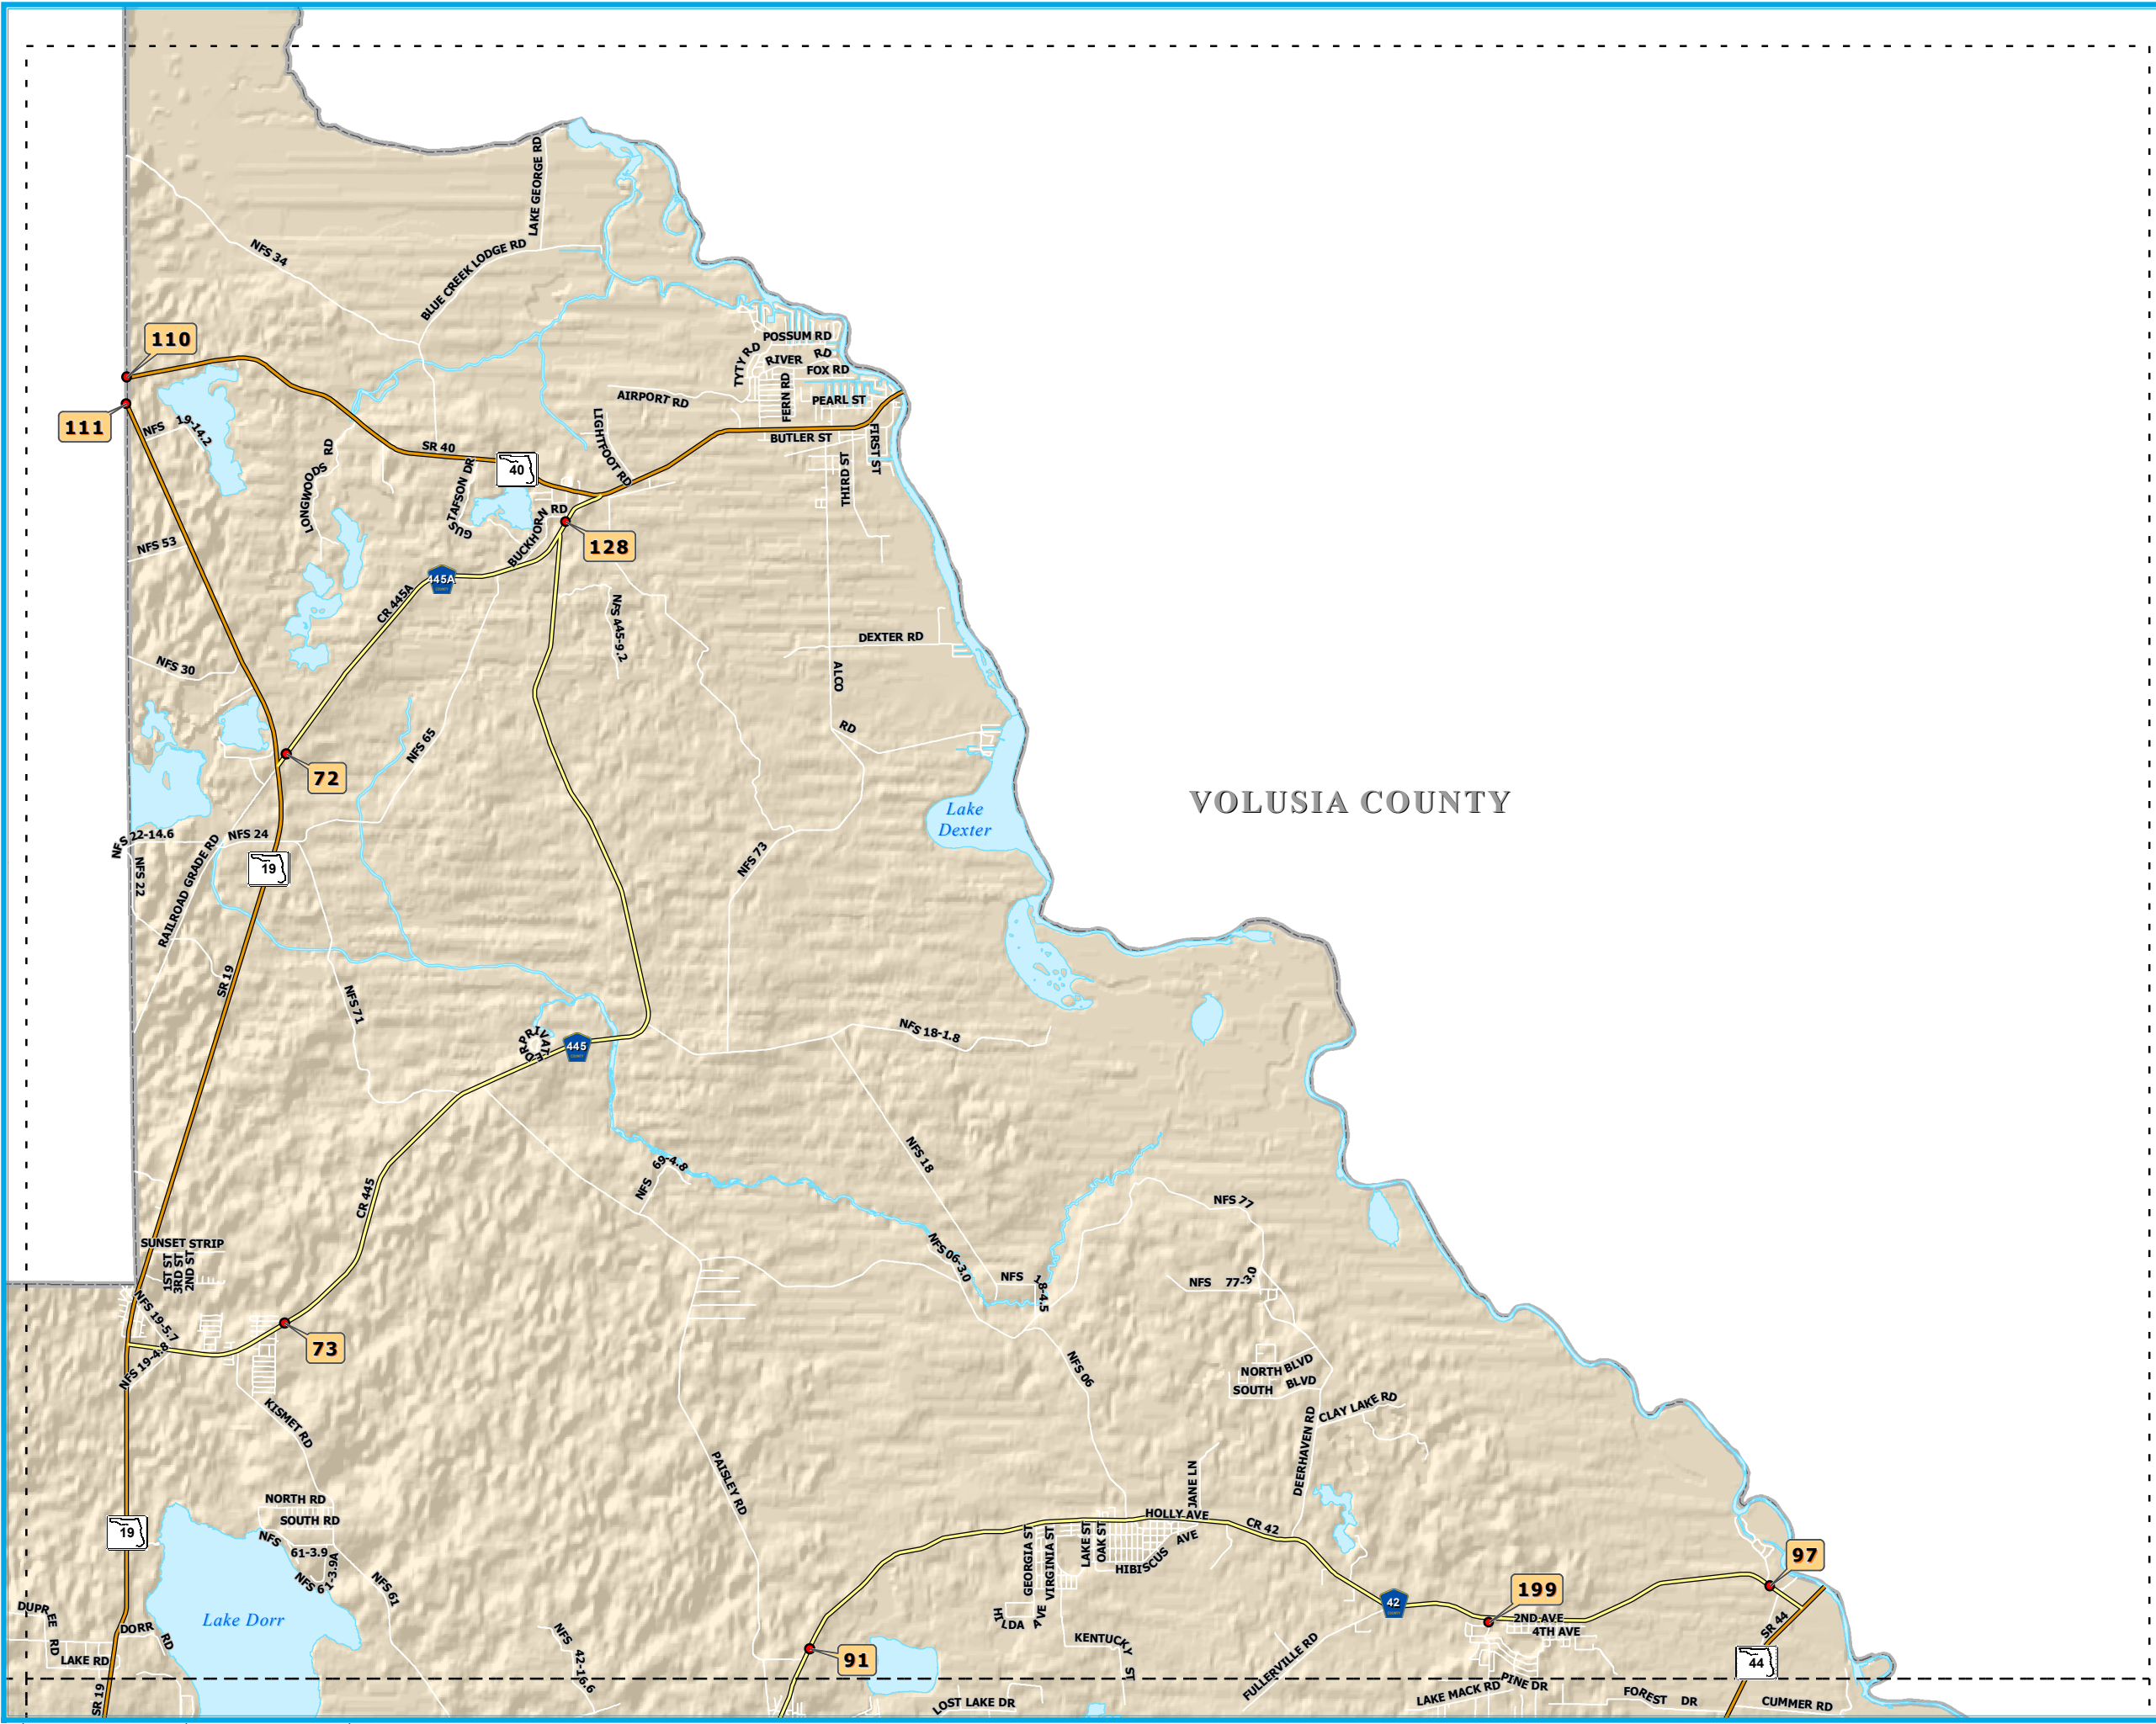 LAKE GEORGE RD
NFS 34
BLUE CREEK LODGE RD
110
POSSUM RD
TYTY RD
RIVER RD
FOX RD
FERN RD
AIRPORT RD
PEARL ST
111
NFS 19-14.2
LIGHTFOOT RD
BUTLER ST
FIRST ST
THIRD ST
SR 40
40
LONGWOODS RD
GUSTAFSON DR
BUCKHORN RD
128
NFS 53
445A
CR 445A
NFS 445-9.2
DEXTER RD
NFS 30
ALCO RD
NFS 65
72
VOLUSIA COUNTY
Lake
Dexter
NFS 22-14.6
NFS 24
NFS 22
RAILROAD GRADE RD
19
NFS 73
SR 19
NFS 71
PRIVATE DR
445
NFS 18-1.8
NFS 18
NFS 69-4.8
CR 445
NFS 77
SUNSET STRIP
1ST ST
3RD ST
2ND ST
NFS 06-3.0
NFS 18-4.5
NFS 77-3.0
NFS 19-5.7
NFS 19-4.8
73
NFS 06
NORTH BLVD
SOUTH BLVD
CLAY LAKE RD
DEERHAVEN RD
KISMET RD
PAISLEY RD
JANE LN
NORTH RD
SOUTH RD
19
HOLLY AVE
CR 42
NFS 61-3.9
NFS 61-3.9A
NFS 61
GEORGIA ST
VIRGINIA ST
LAKE ST
OAK ST
HIBISCUS AVE
97
199
42
2ND AVE
4TH AVE
Lake Dorr
DUPREE RD
DORR RD
LAKE RD
HILDA AVE
KENTUCKY ST
FULLERVILLE RD
SR 44
44
NFS 42-16.6
91
SR 19
LOST LAKE DR
LAKE MACK RD
PINE DR
FOREST DR
CUMMER RD